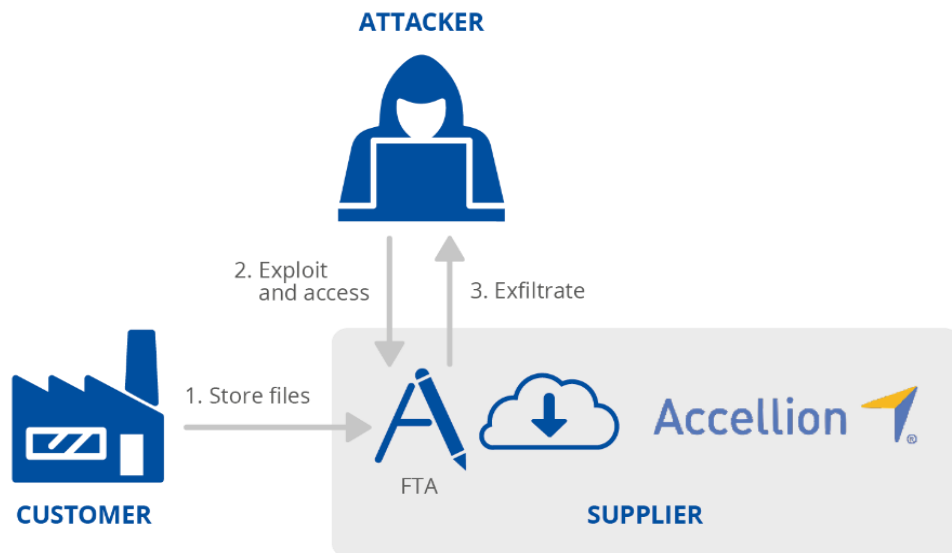 ATTACKER
2. Exploit
and access
3. Exfiltrate
1. Store files
Accellion
®
FTA
CUSTOMER
SUPPLIER